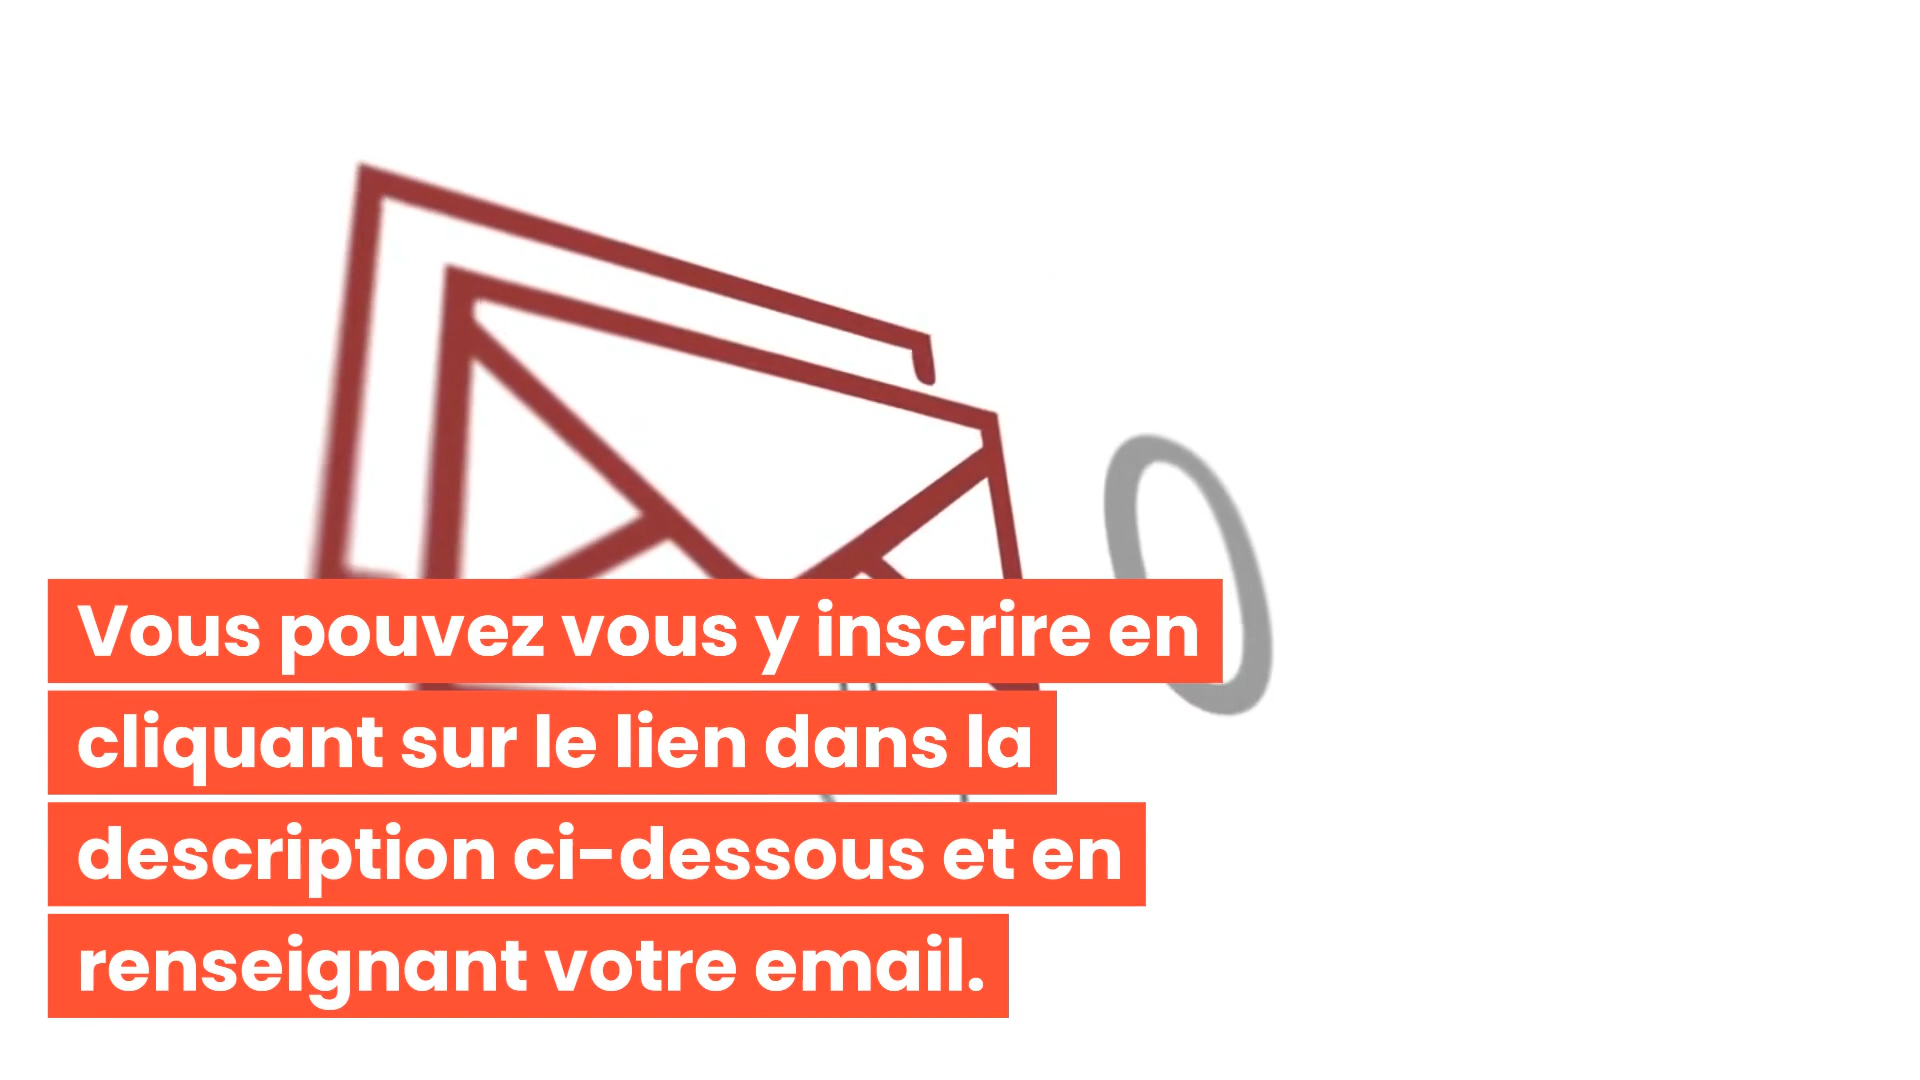 Vous pouvez vous y inscrire en
cliquant sur le lien dans la
description ci-dessous et en
renseignant votre email.